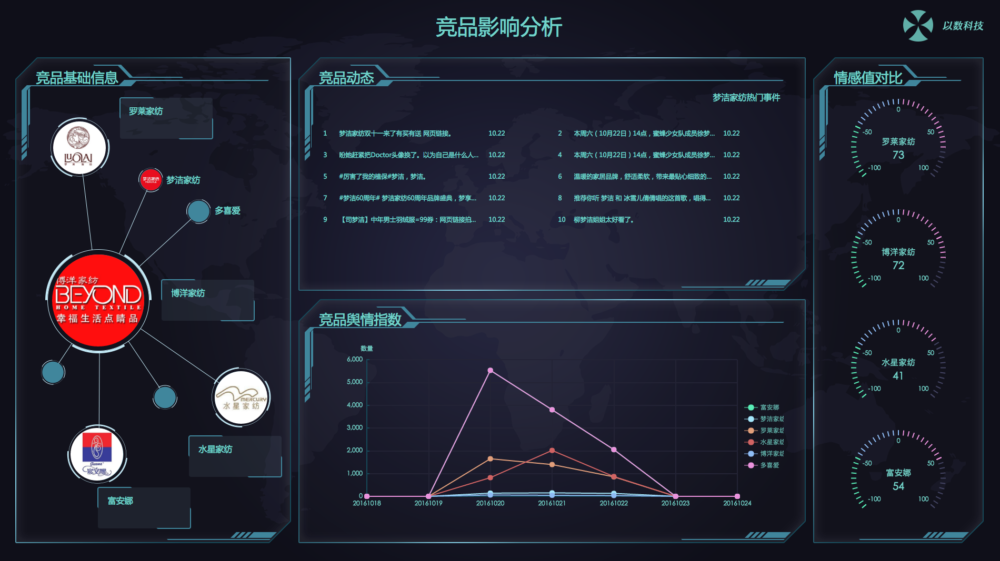 竞品影响分析
以数科技
竞品基础信息
罗莱家纺
LUOLAI
罗莱家纺
梦洁家纺
MENDALE
梦洁家纺
多喜爱
博洋家纺
BEYOND
HOME TEXTILE
幸福生活点睛品
博洋家纺
MERCURY
水星家纺
水星家纺
富安娜
富安娜
竞品动态
梦洁家纺热门事件
1 梦洁家纺双十一来了有买有送 网页链接。 10.22
2 本周六（10月22日）14点，蜜蜂少女队成员徐梦... 10.22
3 盼她赶紧把Doctor头像换了。以为自己是什么人... 10.22
4 本周六（10月22日）14点，蜜蜂少女队成员徐梦... 10.22
5 #厉害了我的植保#梦洁，梦洁。 10.22
6 温暖的家居品牌，舒适柔软，带来最贴心细致的... 10.22
7 #梦洁60周年# 梦洁家纺60周年品牌盛典，梦享... 10.22
8 推荐你听 梦洁 和 冰雪儿倩倩唱的这首歌，唱得... 10.22
9 【司梦洁】中年男士羽绒服=99券：网页链接拍... 10.22
10 柳梦洁姐姐太好看了。 10.22
竞品舆情指数
数量
6,000
5,000
4,000
3,000
2,000
1,000
0
20161018 20161019 20161020 20161021 20161022 20161023 20161024
富安娜
梦洁家纺
罗莱家纺
水星家纺
博洋家纺
多喜爱
情感值对比
0
-50 50
罗莱家纺
73
-100 100
0
-50 50
博洋家纺
72
-100 100
0
-50 50
水星家纺
41
-100 100
0
-50 50
富安娜
54
-100 100